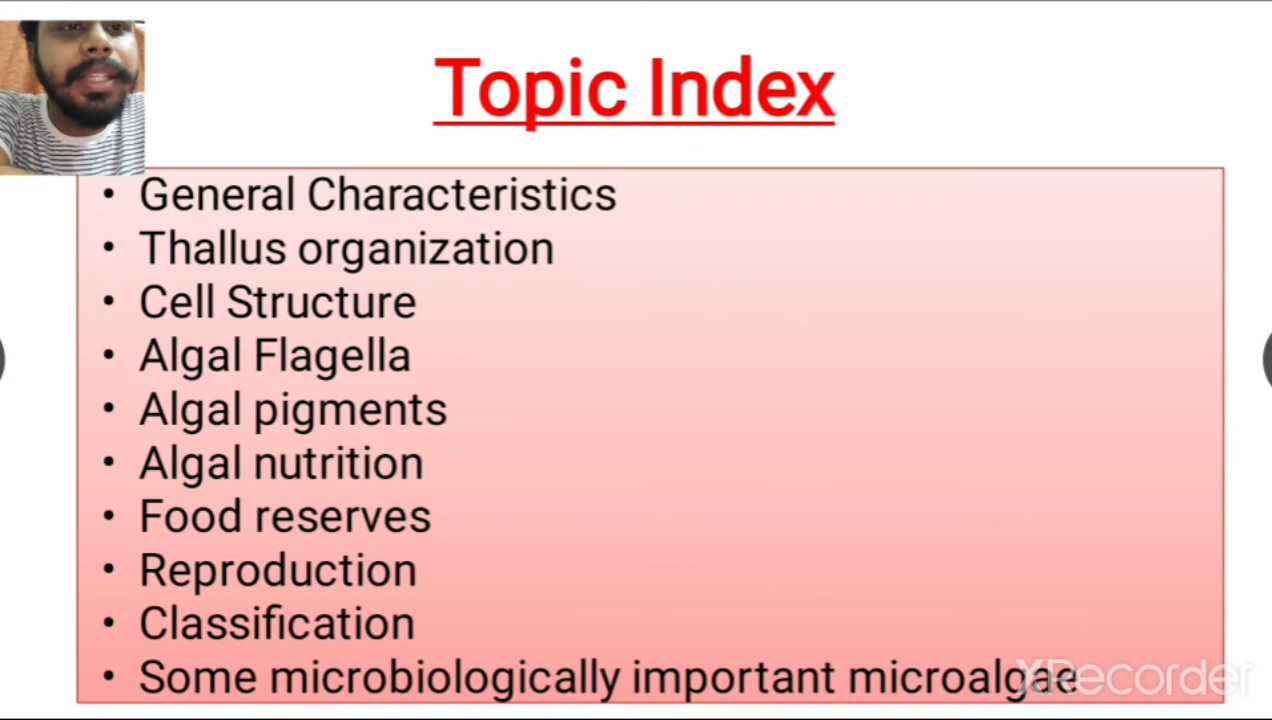 Topic Index
• General Characteristics
• Thallus organization
• Cell Structure
• Algal Flagella
• Algal pigments
• Algal nutrition
• Food reserves
• Reproduction
• Classification
• Some microbiologically important microalgae
XRecorder